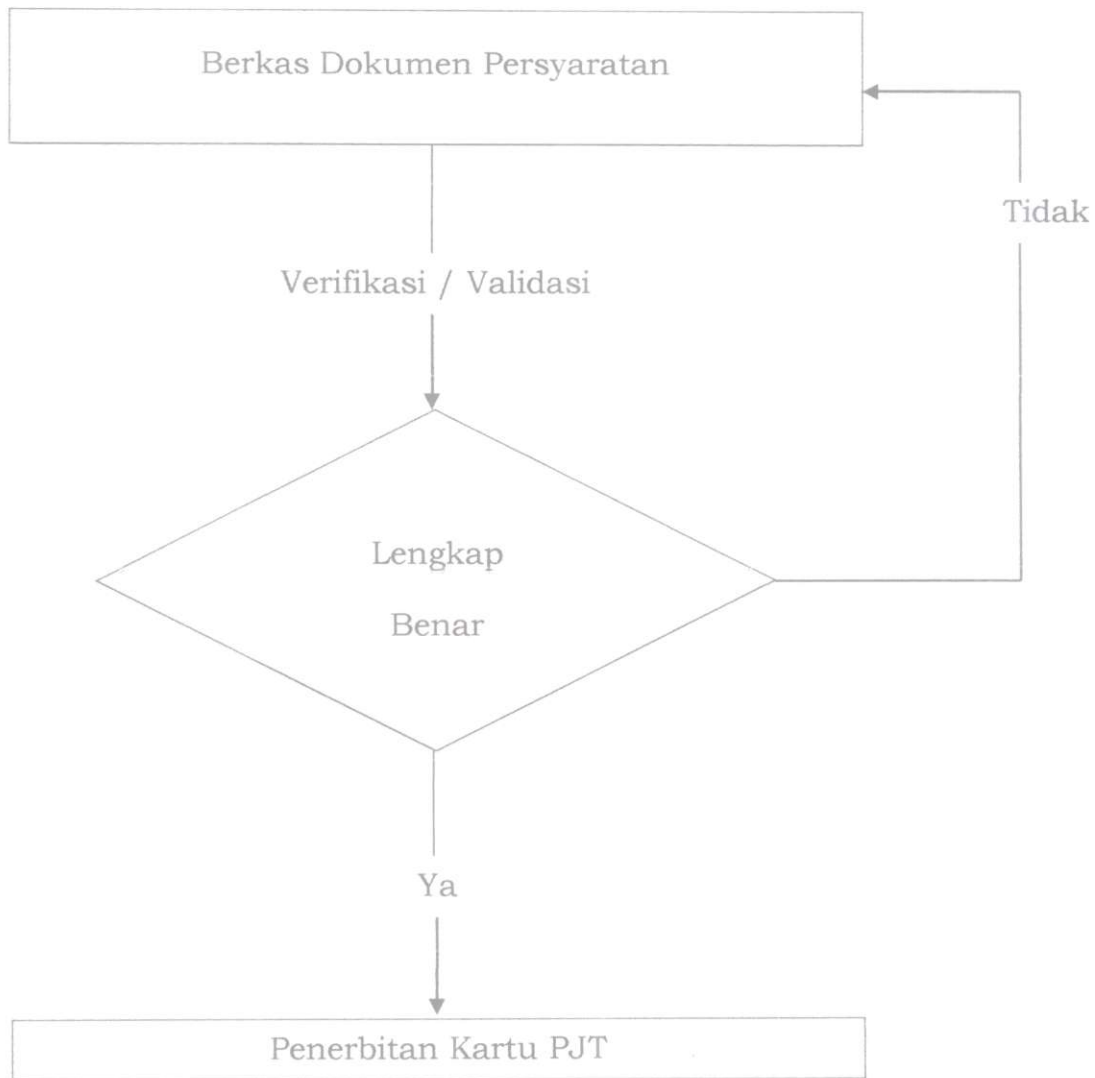 Berkas Dokumen Persyaratan
Tidak
Verifikasi / Validasi
Lengkap
Benar
Ya
Penerbitan Kartu PJT